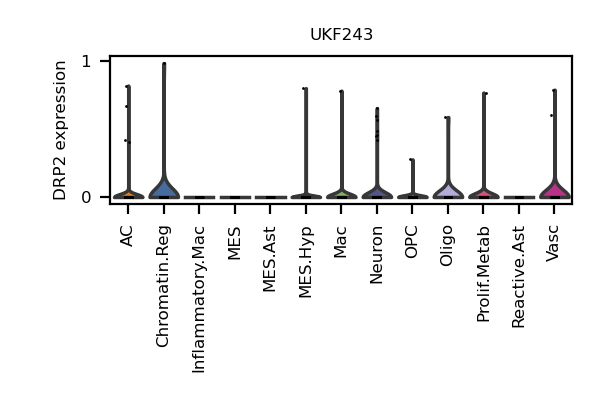 UKF243
DRP2 expression
1
0
AC
Chromatin.Reg
Inflammatory.Mac
MES
MES.Ast
MES.Hyp
Mac
Neuron
OPC
Oligo
Prolif.Metab
Reactive.Ast
Vasc